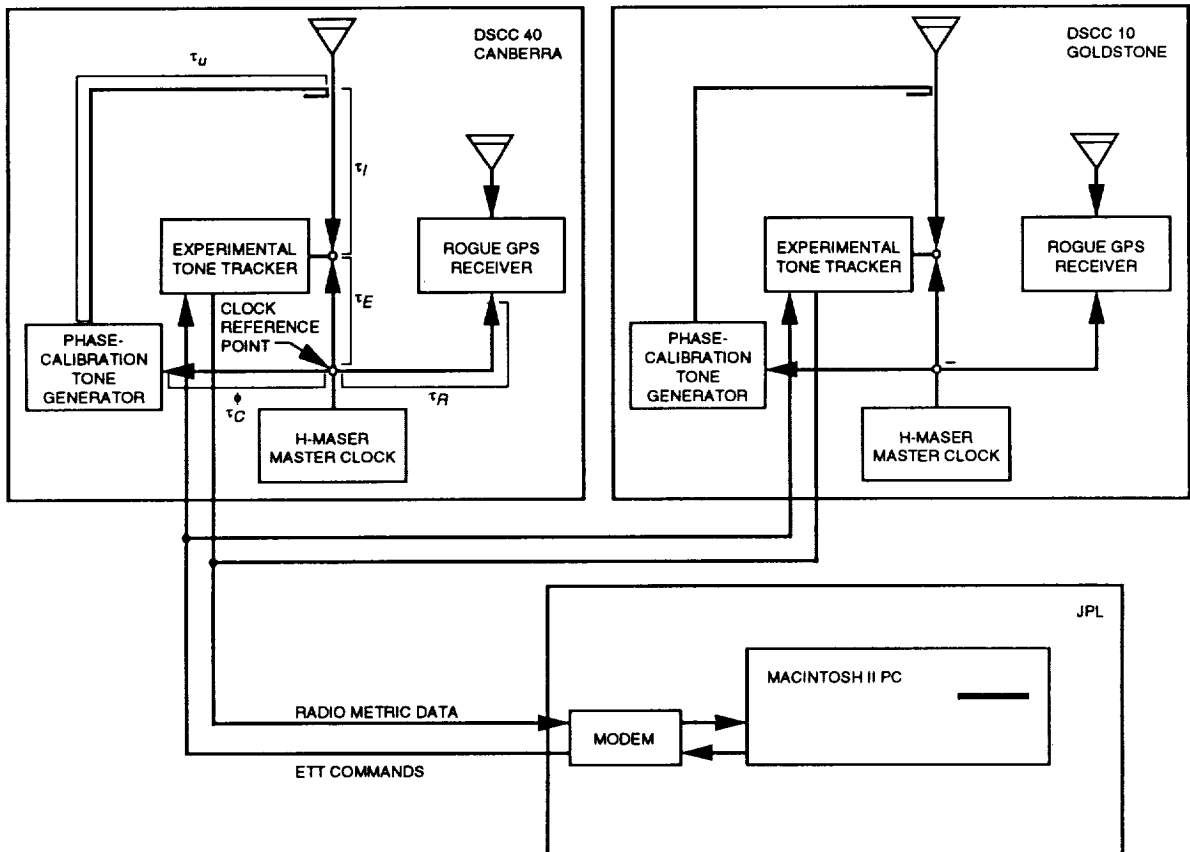 DSCC 40
CANBERRA
τu
τI
EXPERIMENTAL
TONE TRACKER
ROGUE GPS
RECEIVER
τE
CLOCK
REFERENCE
POINT
PHASE-
CALIBRATION
TONE
GENERATOR
ϕ
τC
τR
H-MASER
MASTER CLOCK
DSCC 10
GOLDSTONE
EXPERIMENTAL
TONE TRACKER
ROGUE GPS
RECEIVER
PHASE-
CALIBRATION
TONE
GENERATOR
H-MASER
MASTER CLOCK
JPL
MACINTOSH II PC
RADIO METRIC DATA
MODEM
ETT COMMANDS